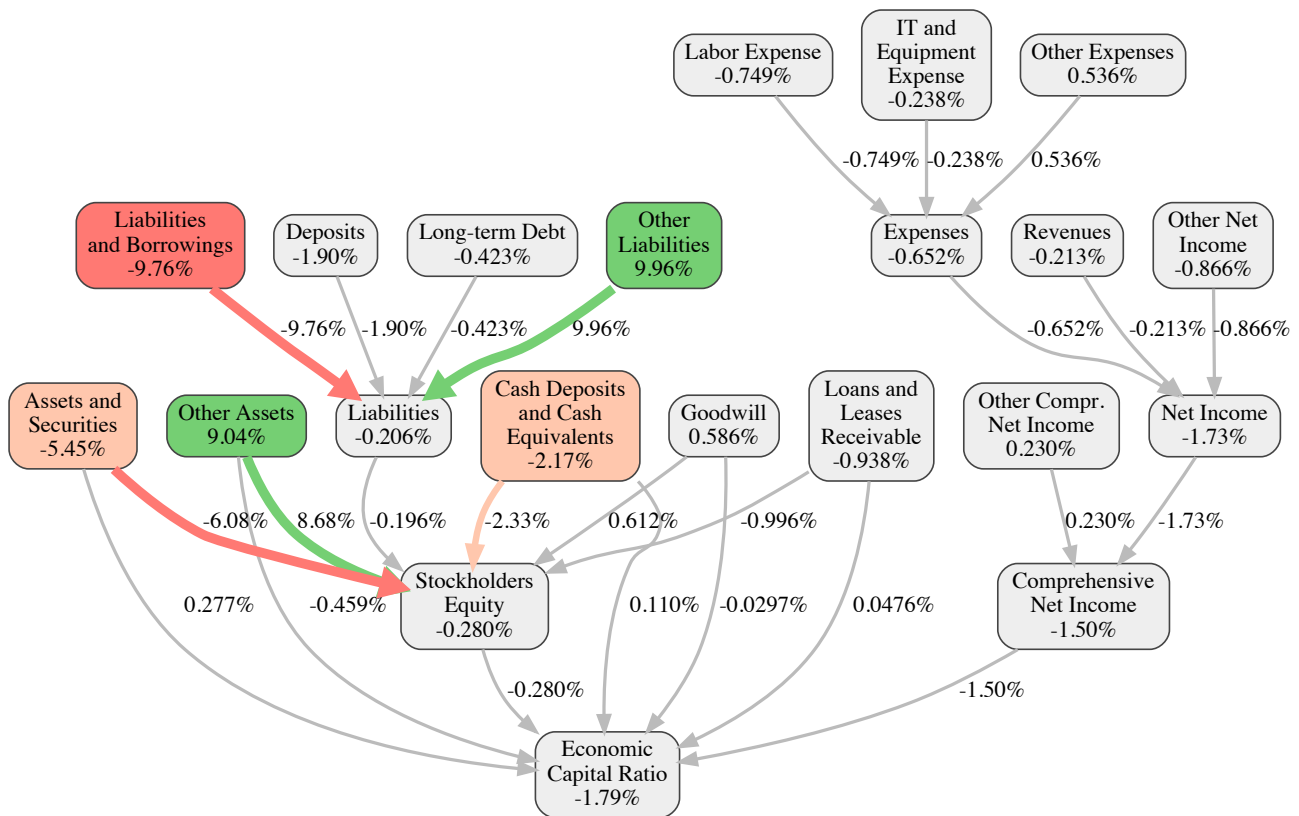 Labor Expense
-0.749%
IT and
Equipment
Expense
-0.238%
Other Expenses
0.536%
-0.749%
-0.238%
0.536%
Liabilities
and Borrowings
-9.76%
Deposits
-1.90%
Long-term Debt
-0.423%
Other
Liabilities
9.96%
Expenses
-0.652%
Revenues
-0.213%
Other Net
Income
-0.866%
-9.76%
-1.90%
-0.423%
9.96%
-0.652%
-0.213%
-0.866%
Assets and
Securities
-5.45%
Other Assets
9.04%
Liabilities
-0.206%
Cash Deposits
and Cash
Equivalents
-2.17%
Goodwill
0.586%
Loans and
Leases
Receivable
-0.938%
Other Compr.
Net Income
0.230%
Net Income
-1.73%
-6.08%
8.68%
-0.196%
-2.33%
0.612%
-0.996%
0.230%
-1.73%
0.277%
-0.459%
Stockholders
Equity
-0.280%
0.110%
-0.0297%
0.0476%
Comprehensive
Net Income
-1.50%
-0.280%
-1.50%
Economic
Capital Ratio
-1.79%